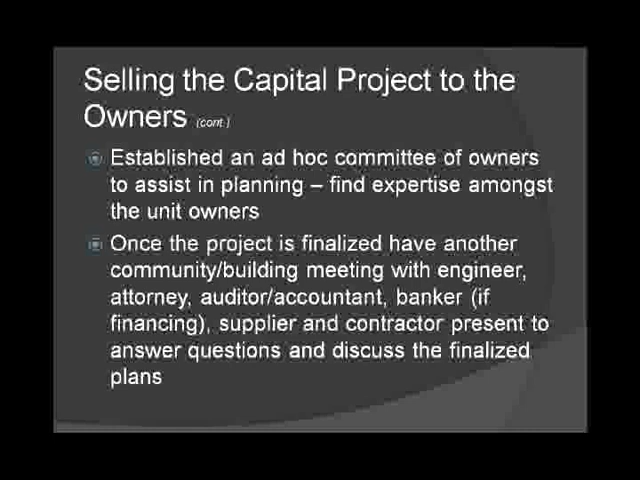 Selling the Capital Project to the
Owners (cont.)
Established an ad hoc committee of owners
to assist in planning – find expertise amongst
the unit owners
Once the project is finalized have another
community/building meeting with engineer,
attorney, auditor/accountant, banker (if
financing), supplier and contractor present to
answer questions and discuss the finalized
plans